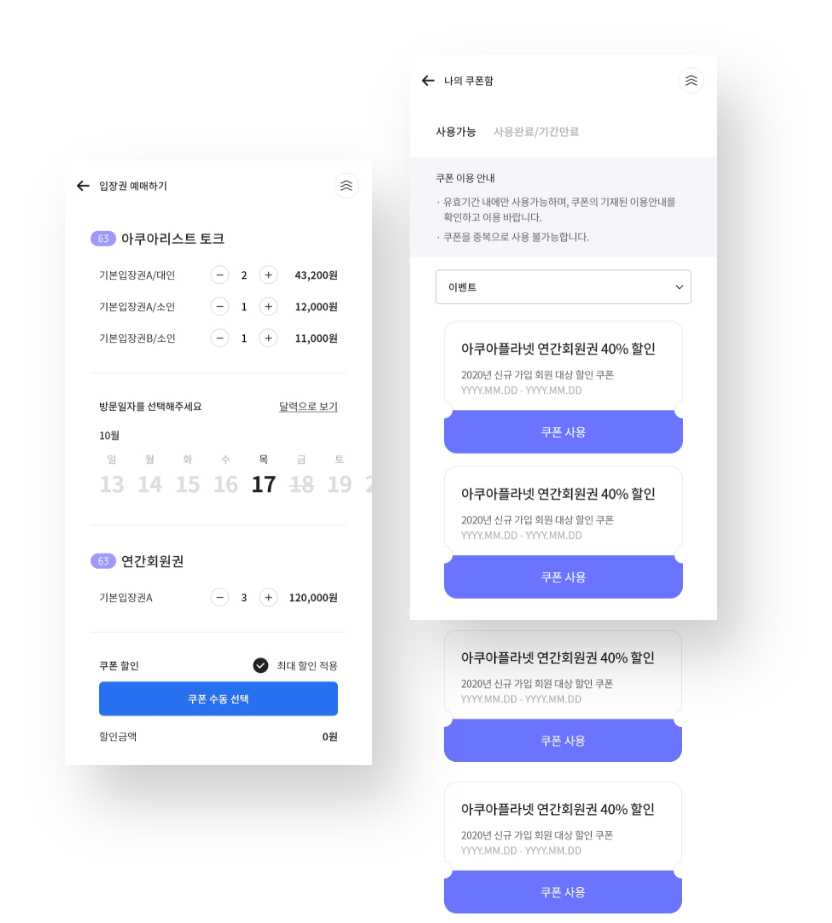 입장권 예매하기
63 아쿠아리스트 토크
기본입장권A/대인 − 2 + 43,200원
기본입장권A/소인 − 1 + 12,000원
기본입장권B/소인 − 1 + 11,000원
방문일자를 선택해주세요 달력으로 보기
10월
일 월 화 수 목 금 토
13 14 15 16 17 18 19
63 연간회원권
기본입장권A − 3 + 120,000원
쿠폰 할인 최대 할인 적용
쿠폰 수동 선택
할인금액 0원
나의 쿠폰함
사용가능 사용완료/기간만료
쿠폰 이용 안내
· 유효기간 내에만 사용가능하며, 쿠폰의 기재된 이용안내를
확인하고 이용 바랍니다.
· 쿠폰을 중복으로 사용 불가능합니다.
이벤트
아쿠아플라넷 연간회원권 40% 할인
2020년 신규 가입 회원 대상 할인 쿠폰
YYYY.MM.DD - YYYY.MM.DD
쿠폰 사용
아쿠아플라넷 연간회원권 40% 할인
2020년 신규 가입 회원 대상 할인 쿠폰
YYYY.MM.DD - YYYY.MM.DD
쿠폰 사용
아쿠아플라넷 연간회원권 40% 할인
2020년 신규 가입 회원 대상 할인 쿠폰
YYYY.MM.DD - YYYY.MM.DD
쿠폰 사용
아쿠아플라넷 연간회원권 40% 할인
2020년 신규 가입 회원 대상 할인 쿠폰
YYYY.MM.DD - YYYY.MM.DD
쿠폰 사용